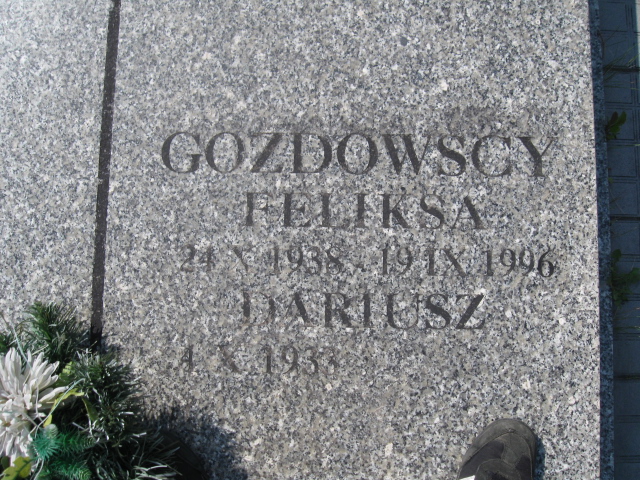 GOZDOWSCY
FELIKSA
24 X 1938 - 19 IX 1996
DARIUSZ
4 X